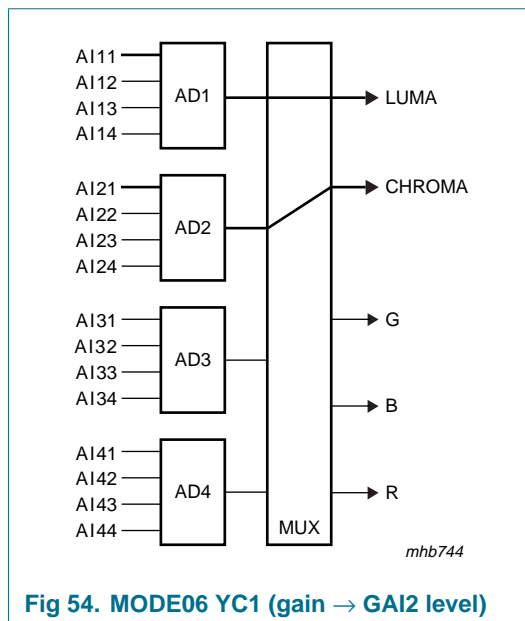 AI11
AI12
AI13
AI14
AD1
LUMA
AI21
AI22
AI23
AI24
AD2
CHROMA
AI31
AI32
AI33
AI34
AD3
G
B
AI41
AI42
AI43
AI44
AD4
R
MUX
mhb744
Fig 54. MODE06 YC1 (gain → GAI2 level)